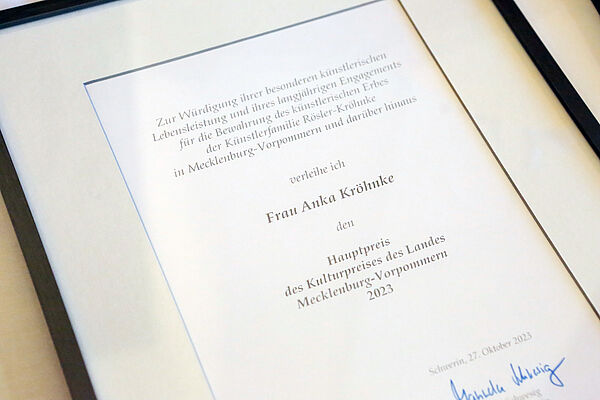 Zur Würdigung ihrer besonderen künstlerischen
Lebensleistung und ihres langjährigen Engagements
für die Bewahrung des künstlerischen Erbes
der Künstlerfamilie Rösler-Kröhnke
in Mecklenburg-Vorpommern und darüber hinaus
verleihe ich
Frau Anka Kröhnke
den
Hauptpreis
des Kulturpreises des Landes
Mecklenburg-Vorpommern
2023
Schwerin, 27. Oktober 2023